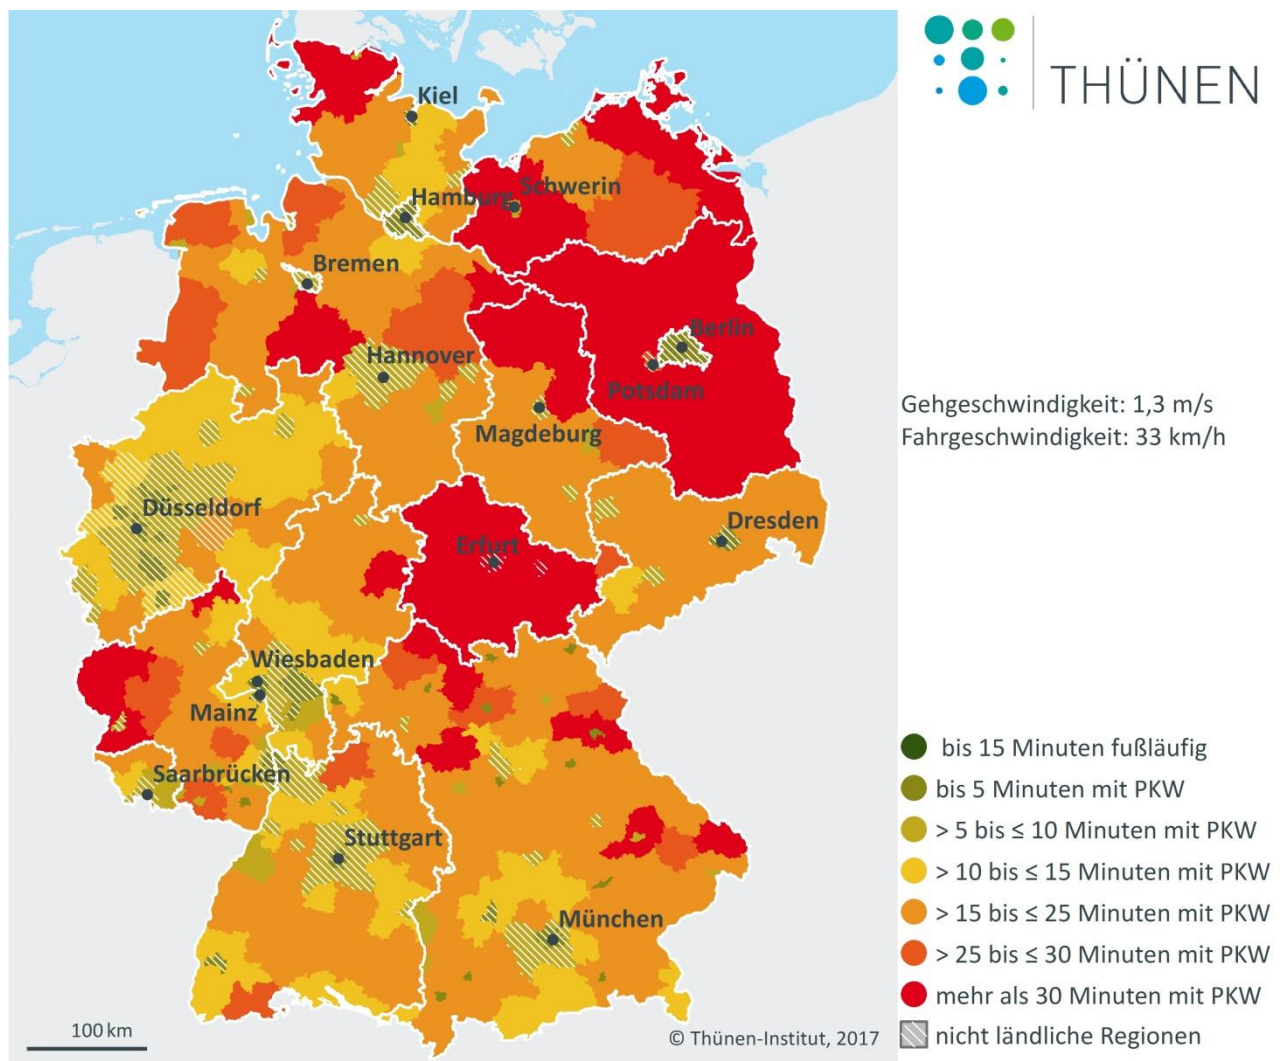 THÜNEN
Kiel
Hamburg
Schwerin
Bremen
Berlin
Hannover
Potsdam
Magdeburg
Gehgeschwindigkeit: 1,3 m/s
Fahrgeschwindigkeit: 33 km/h
Düsseldorf
Dresden
Erfurt
Wiesbaden
Mainz
Saarbrücken
Stuttgart
München
bis 15 Minuten fußläufig
bis 5 Minuten mit PKW
> 5 bis ≤ 10 Minuten mit PKW
> 10 bis ≤ 15 Minuten mit PKW
> 15 bis ≤ 25 Minuten mit PKW
> 25 bis ≤ 30 Minuten mit PKW
mehr als 30 Minuten mit PKW
nicht ländliche Regionen
100 km
© Thünen-Institut, 2017